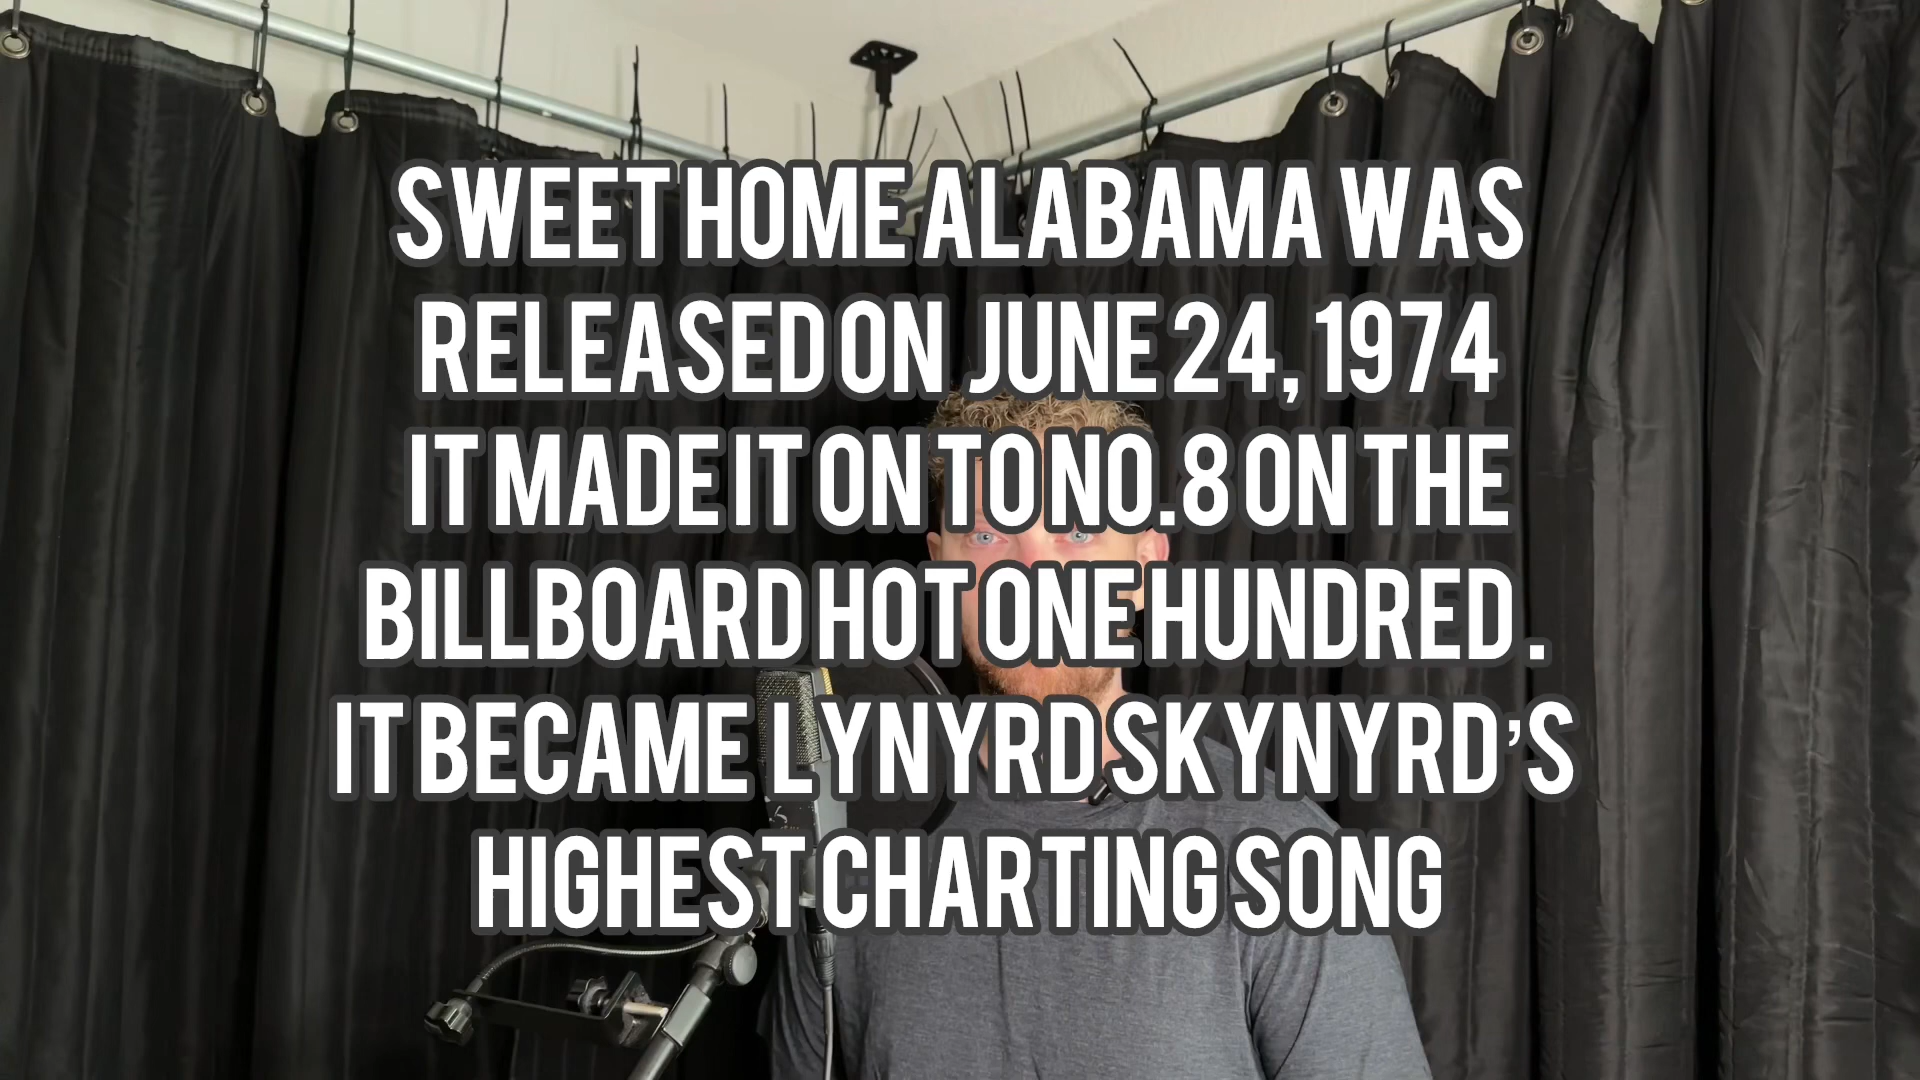 SWEET HOME ALABAMA WAS
RELEASED ON JUNE 24, 1974
IT MADE IT ON TO NO.8 ON THE
BILLBOARD HOT ONE HUNDRED.
IT BECAME LYNYRD SKYNYRD'S
HIGHEST CHARTING SONG